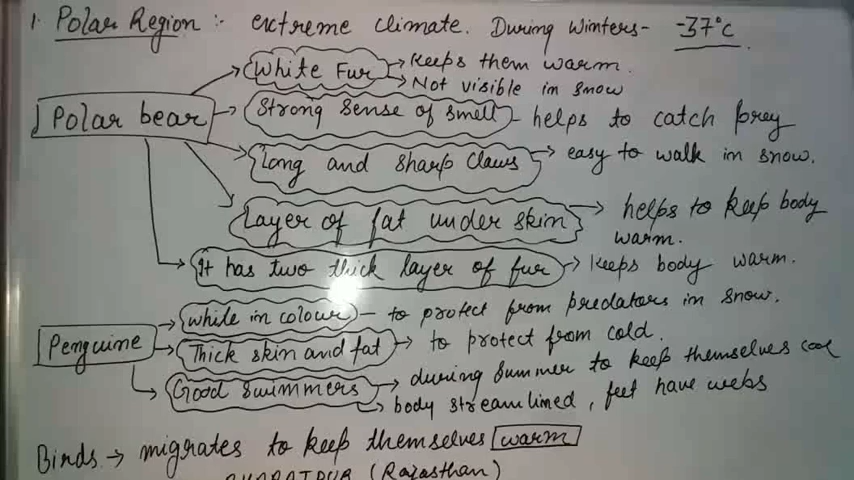 1. Polar Region :- extreme climate. During winters - -37°C
Polar bear
White Fur → Keeps them warm.
→ Not visible in snow
Strong sense of smell - helps to catch prey
Long and sharp claws → easy to walk in snow.
Layer of fat under skin → helps to keep body
warm.
It has two thick layer of fur → keeps body warm.
Penguine
while in colour - to protect from predators in snow.
Thick skin and fat → to protect from cold.
Good swimmers → during summer to keep themselves cool
→ body streamlined, feet have webs
Birds → migrates to keep themselves warm
(Rajasthan)